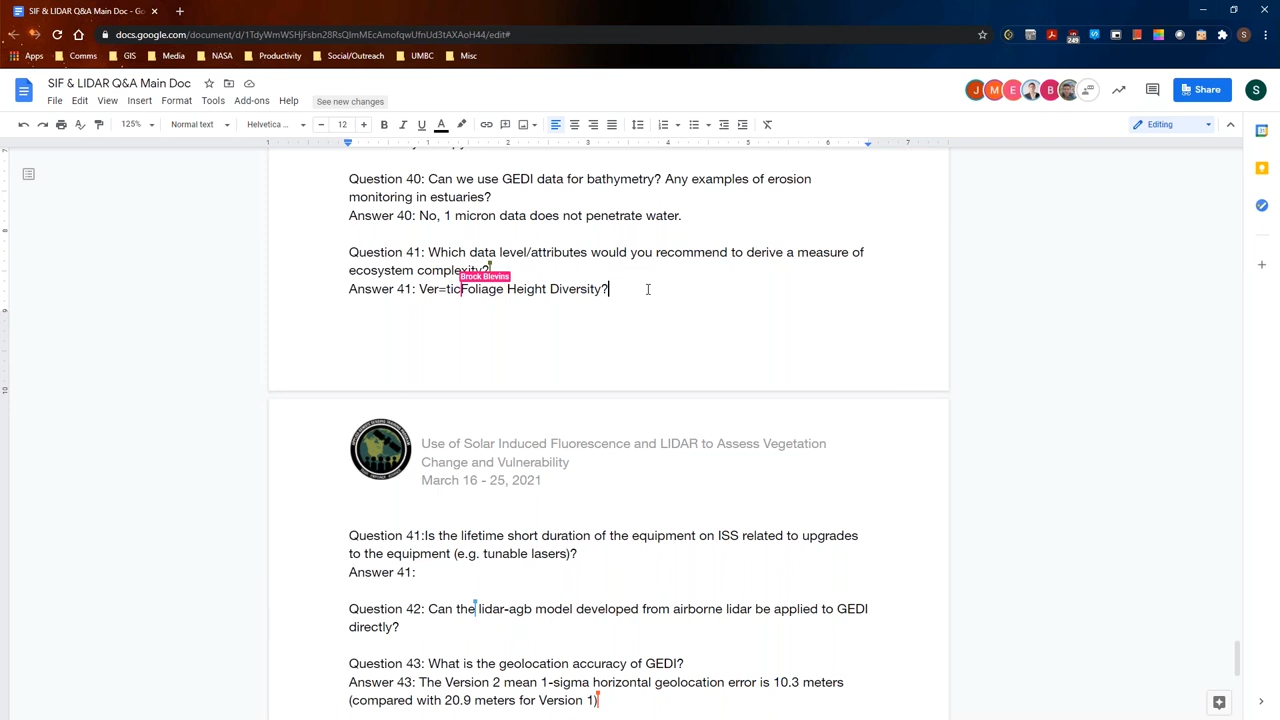 SIF & LIDAR Q&A Main Doc - Go
docs.google.com/document/d/1TdyWmWSHjFsbn28RsQlmMEcAmofqwUfnUd3tAXAoH44/edit#
Apps Comms GIS Media NASA Productivity Social/Outreach UMBC Misc
SIF & LIDAR Q&A Main Doc
File Edit View Insert Format Tools Add-ons Help See new changes
J M E B Share S
125% Normal text Helvetica ... 12 B I U A Editing
1 1 2 3 4 5 6 7
Question 40: Can we use GEDI data for bathymetry? Any examples of erosion
monitoring in estuaries?
Answer 40: No, 1 micron data does not penetrate water.
Question 41: Which data level/attributes would you recommend to derive a measure of
ecosystem complexity?
Brock Blevins
Answer 41: Ver=ticFoliage Height Diversity?
Use of Solar Induced Fluorescence and LIDAR to Assess Vegetation
Change and Vulnerability
March 16 - 25, 2021
Question 41:Is the lifetime short duration of the equipment on ISS related to upgrades
to the equipment (e.g. tunable lasers)?
Answer 41:
Question 42: Can the lidar-agb model developed from airborne lidar be applied to GEDI
directly?
Question 43: What is the geolocation accuracy of GEDI?
Answer 43: The Version 2 mean 1-sigma horizontal geolocation error is 10.3 meters
(compared with 20.9 meters for Version 1)